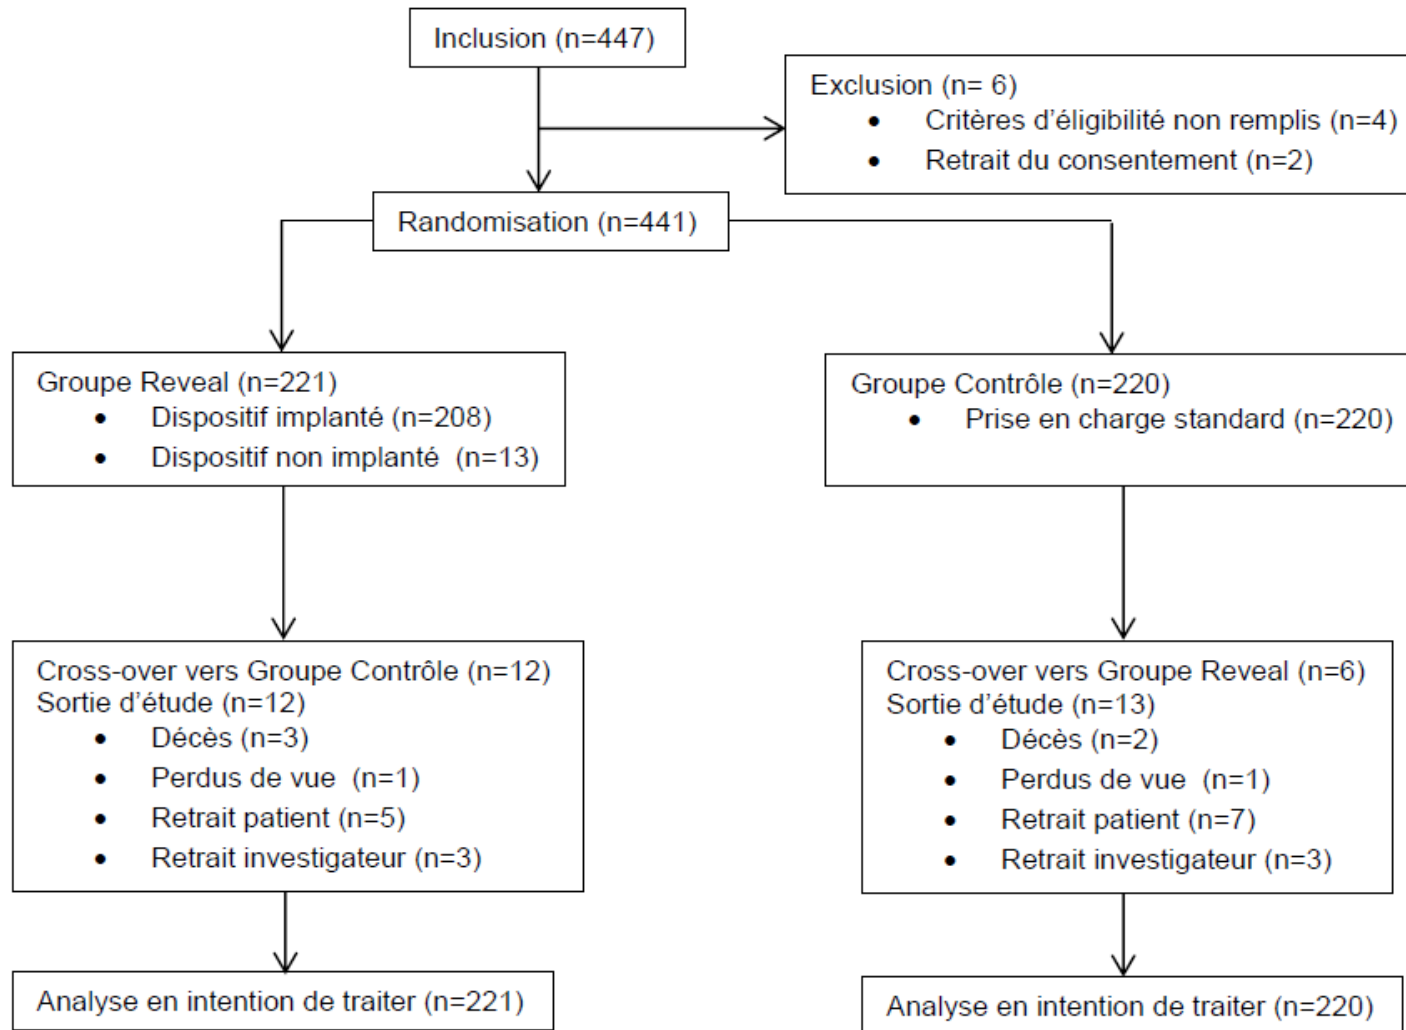 Inclusion (n=447)
Exclusion (n= 6)
• Critères d'éligibilité non remplis (n=4)
• Retrait du consentement (n=2)
Randomisation (n=441)
Groupe Reveal (n=221)
• Dispositif implanté (n=208)
• Dispositif non implanté (n=13)
Groupe Contrôle (n=220)
• Prise en charge standard (n=220)
Cross-over vers Groupe Contrôle (n=12)
Sortie d'étude (n=12)
• Décès (n=3)
• Perdus de vue (n=1)
• Retrait patient (n=5)
• Retrait investigateur (n=3)
Cross-over vers Groupe Reveal (n=6)
Sortie d'étude (n=13)
• Décès (n=2)
• Perdus de vue (n=1)
• Retrait patient (n=7)
• Retrait investigateur (n=3)
Analyse en intention de traiter (n=221)
Analyse en intention de traiter (n=220)